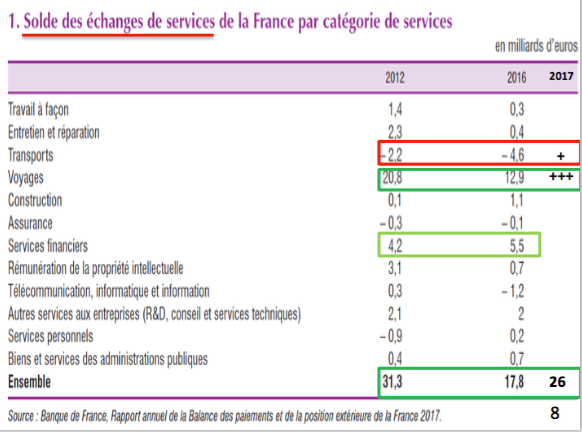 1. Solde des échanges de services de la France par catégorie de services
en milliards d'euros
2012 2016 2017
Travail à façon 1,4 0,3
Entretien et réparation 2,3 0,4
Transports – 2,2 – 4,6 +
Voyages 20,8 12,9 +++
Construction 0,1 1,1
Assurance – 0,3 – 0,1
Services financiers 4,2 5,5
Rémunération de la propriété intellectuelle 3,1 0,7
Télécommunication, informatique et information 0,3 – 1,2
Autres services aux entreprises (R&D, conseil et services techniques) 2,1 2
Services personnels – 0,9 0,2
Biens et services des administrations publiques 0,4 0,7
Ensemble 31,3 17,8 26
Source : Banque de France, Rapport annuel de la Balance des paiements et de la position extérieure de la France 2017. 8